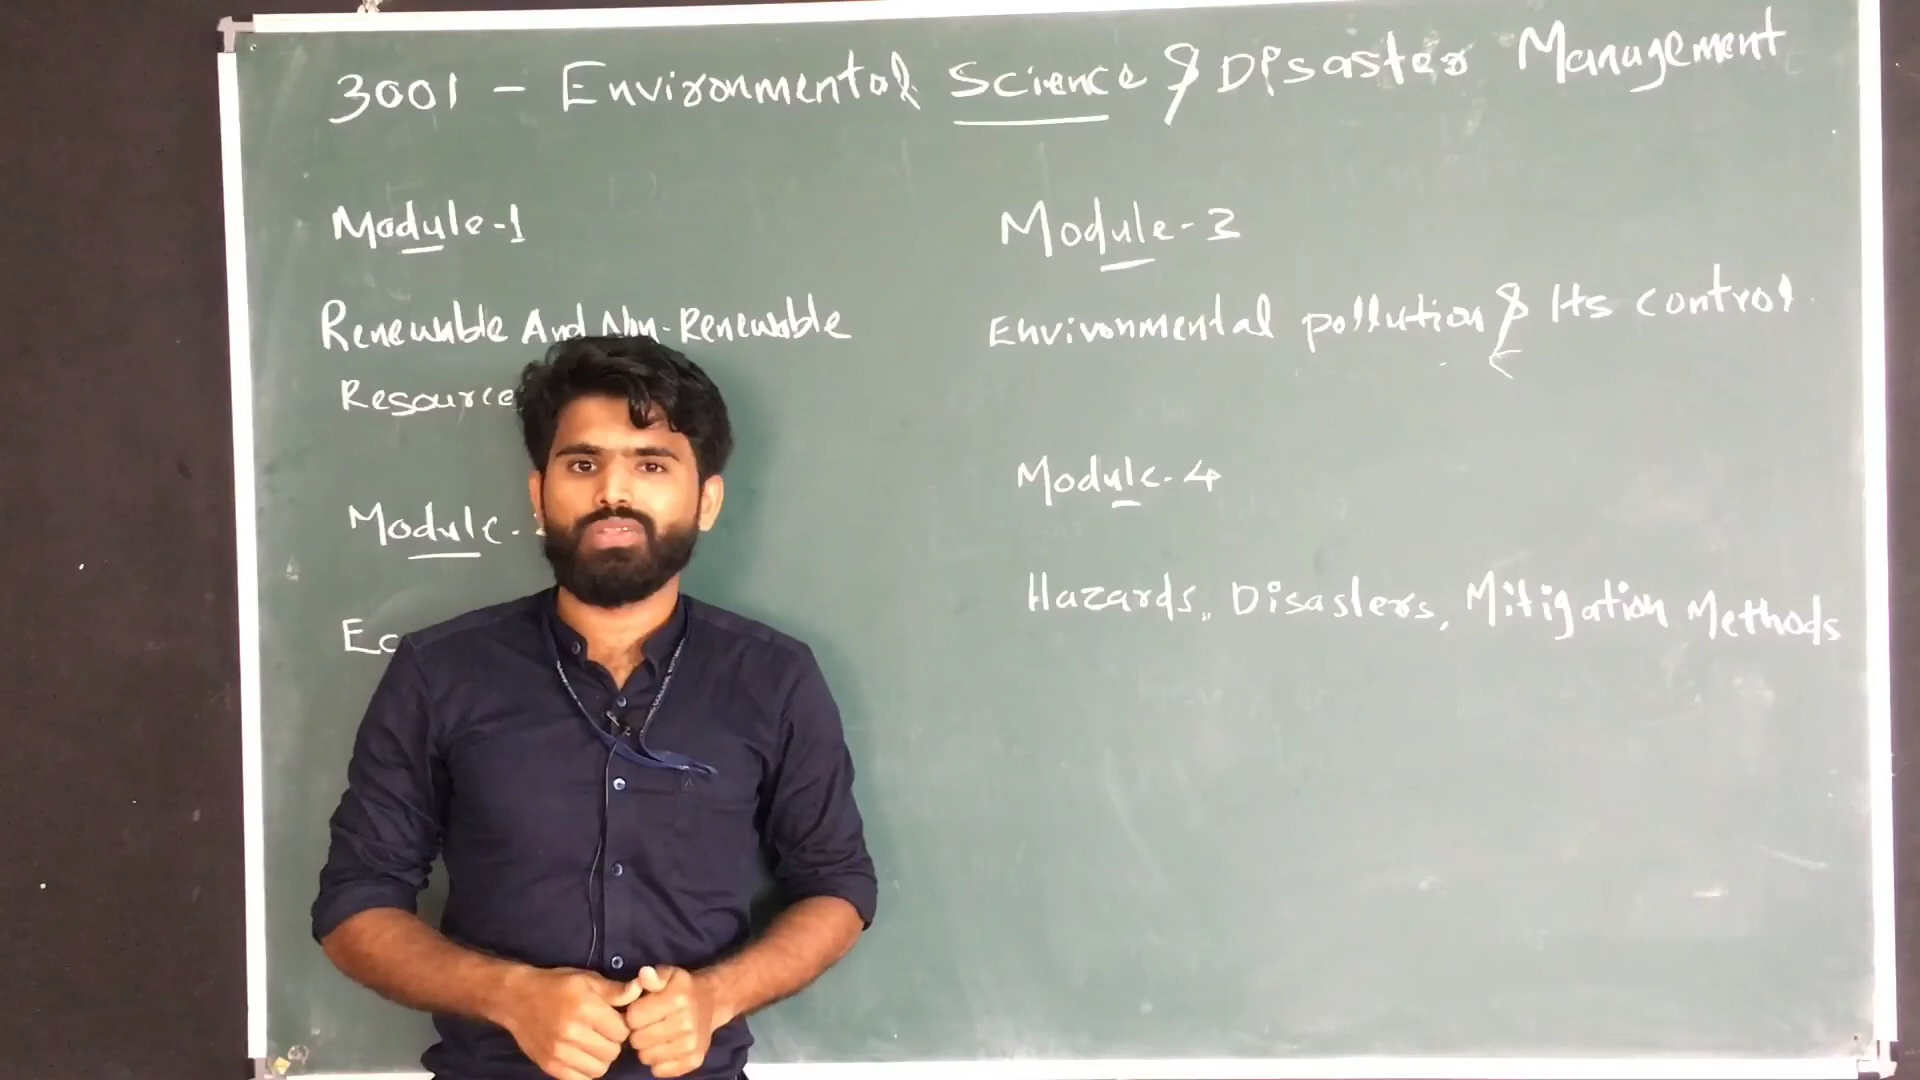 3001 - Environmental Science & Disaster Management
Module-1
Renewable And Non-Renewable
Resource
Module-
Module-3
Environmental pollution & Its control
Module-4
Hazards, Disasters, Mitigation Methods